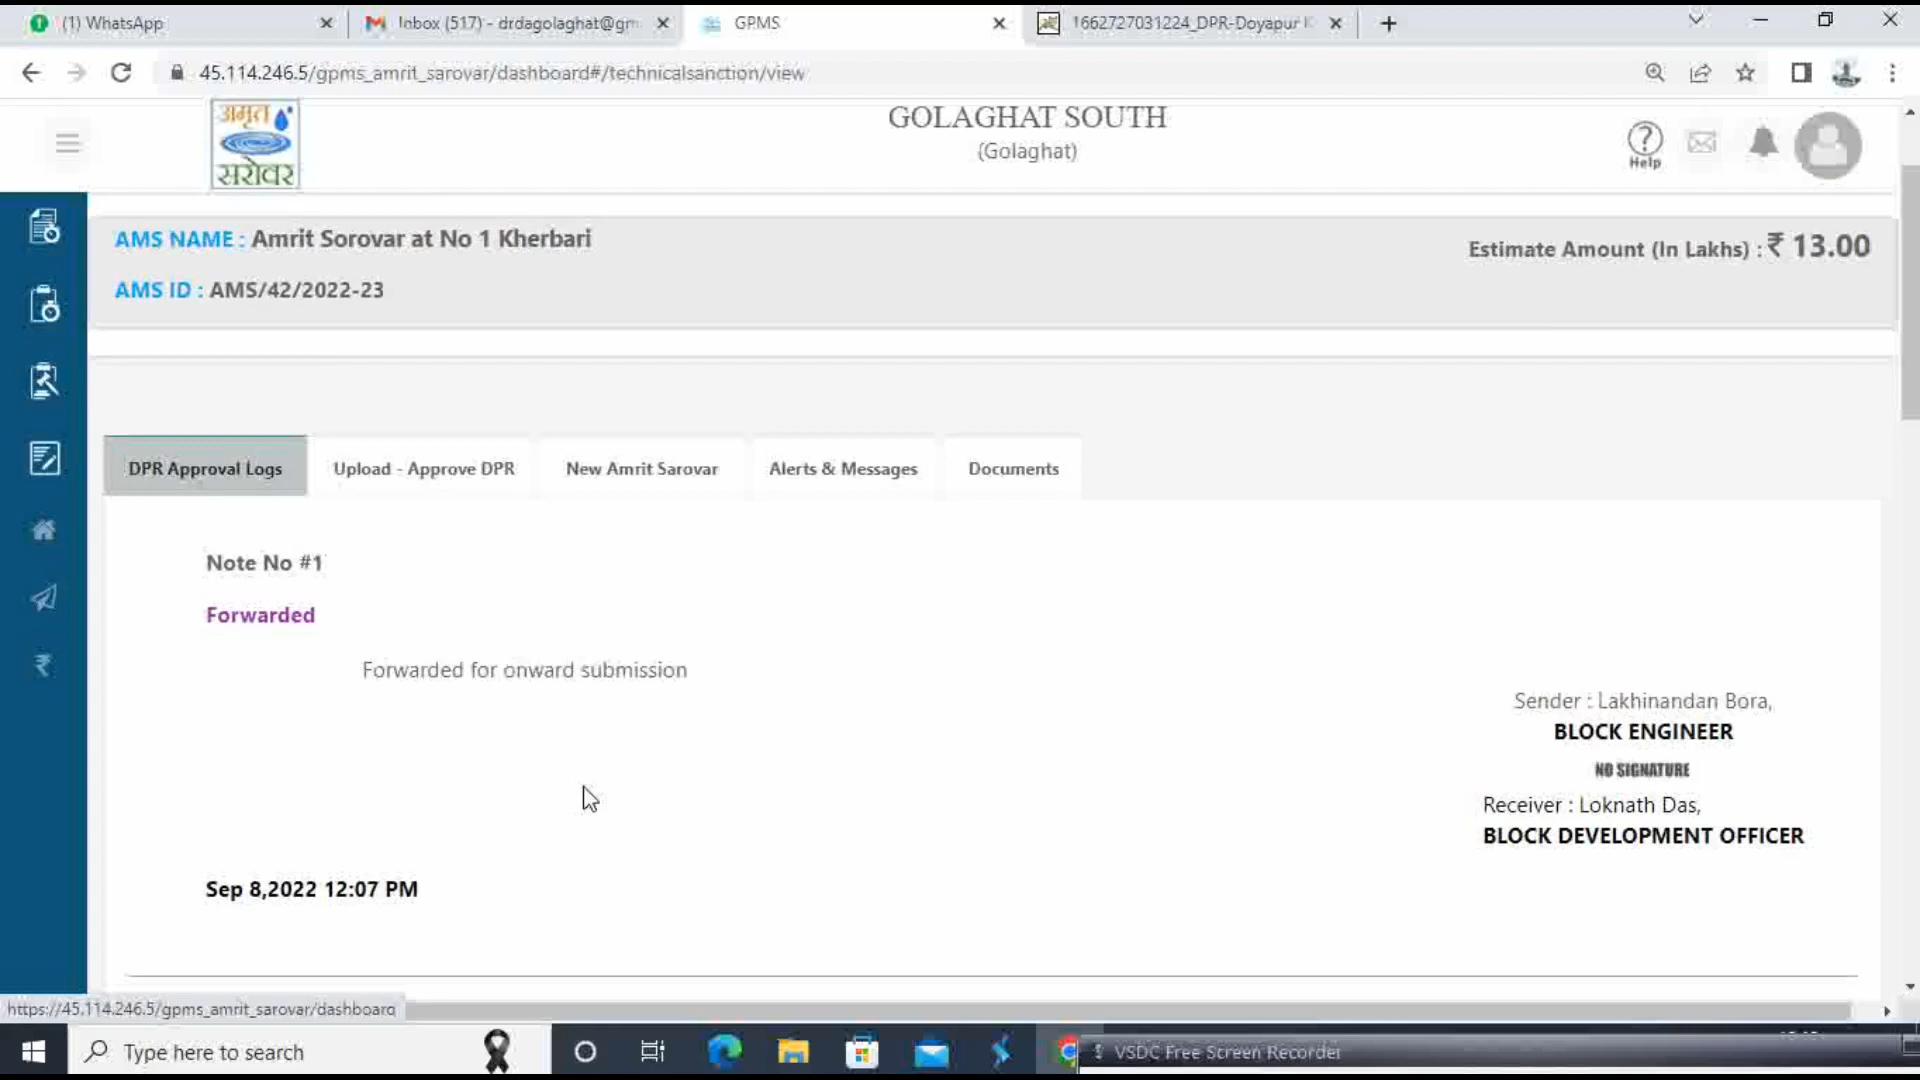 (1) WhatsApp
Inbox (517) - drdagolaghat@gm
GPMS
1662727031224_DPR-Doyapur
45.114.246.5/gpms_amrit_sarovar/dashboard#/technicalsanction/view
अमृत
सरोवर
GOLAGHAT SOUTH
(Golaghat)
Help
AMS NAME : Amrit Sorovar at No 1 Kherbari
Estimate Amount (In Lakhs) : ₹ 13.00
AMS ID : AMS/42/2022-23
DPR Approval Logs
Upload - Approve DPR
New Amrit Sarovar
Alerts & Messages
Documents
Note No #1
Forwarded
Forwarded for onward submission
Sender : Lakhinandan Bora,
BLOCK ENGINEER
NO SIGNATURE
Receiver : Loknath Das,
BLOCK DEVELOPMENT OFFICER
Sep 8,2022 12:07 PM
https://45.114.246.5/gpms_amrit_sarovar/dashboard
Type here to search
VSDC Free Screen Recorder